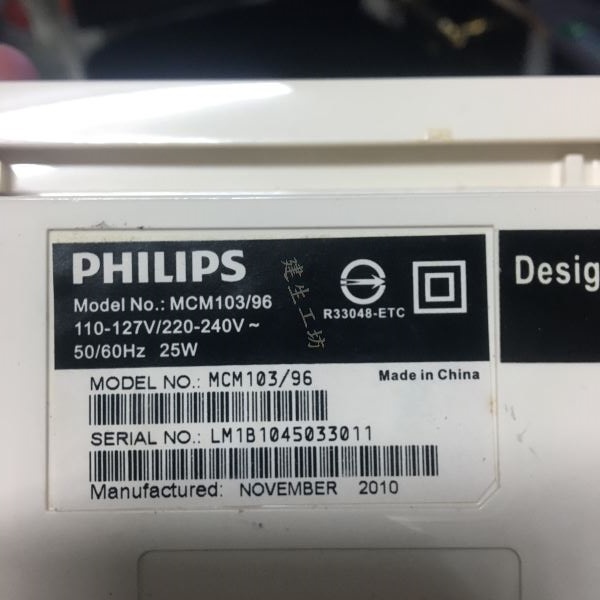 PHILIPS
Model No.: MCM103/96
110-127V/220-240V~
50/60Hz 25W
建生工坊
R33048-ETC
Desig
MODEL NO.: MCM103/96
Made in China
SERIAL NO.: LM1B1045033011
Manufactured: NOVEMBER 2010